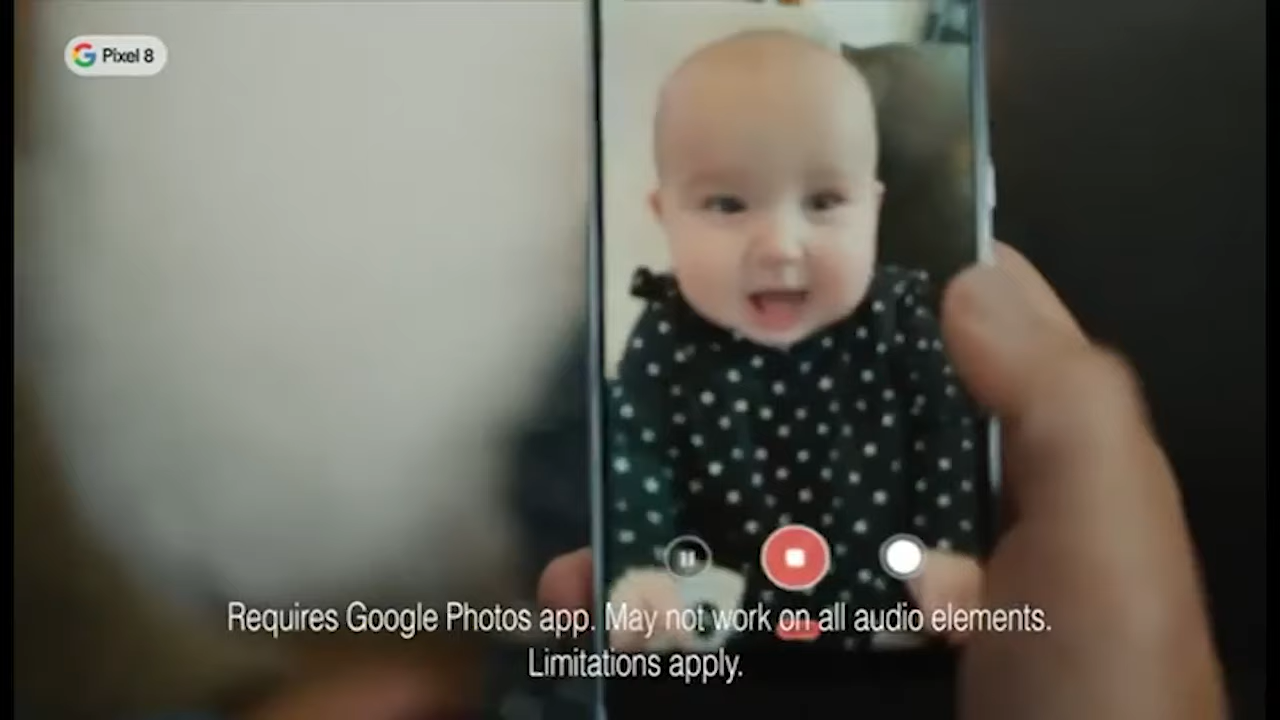 Pixel 8
Requires Google Photos app. May not work on all audio elements.
Limitations apply.